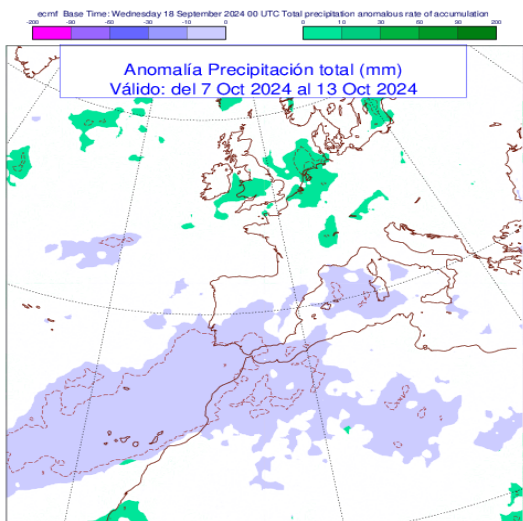 ecmf Base Time: Wednesday 18 September 2024 00 UTC Total precipitation anomalous rate of accumulation
-200 -90 -30 -10 0 0 10 30 60 90 200
Anomalía Precipitación total (mm)
Válido: del 7 Oct 2024 al 13 Oct 2024